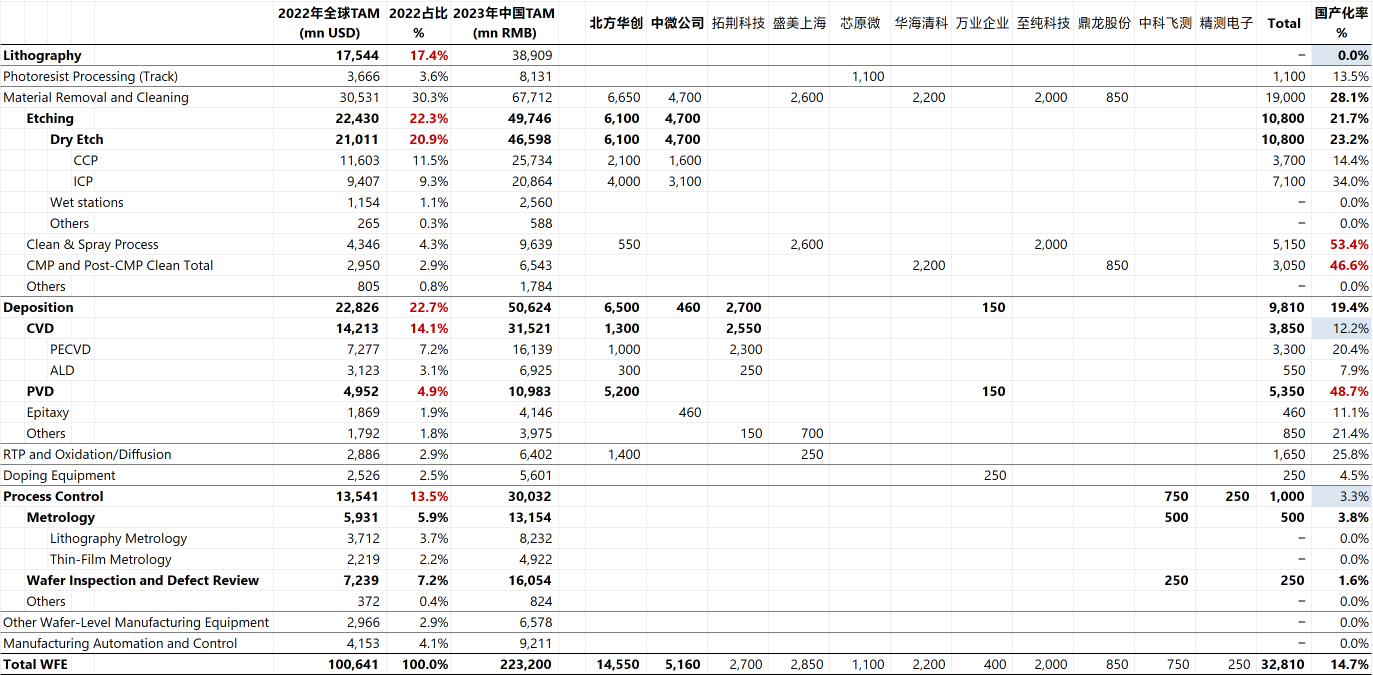 2022年全球TAM 2022占比 2023年中国TAM 国产化率
(mn USD) % (mn RMB) 北方华创 中微公司 拓荆科技 盛美上海 芯原微 华海清科 万业企业 至纯科技 鼎龙股份 中科飞测 精测电子 Total %
Lithography 17,544 17.4% 38,909 – 0.0%
Photoresist Processing (Track) 3,666 3.6% 8,131 1,100 1,100 13.5%
Material Removal and Cleaning 30,531 30.3% 67,712 6,650 4,700 2,600 2,200 2,000 850 19,000 28.1%
Etching 22,430 22.3% 49,746 6,100 4,700 10,800 21.7%
Dry Etch 21,011 20.9% 46,598 6,100 4,700 10,800 23.2%
CCP 11,603 11.5% 25,734 2,100 1,600 3,700 14.4%
ICP 9,407 9.3% 20,864 4,000 3,100 7,100 34.0%
Wet stations 1,154 1.1% 2,560 – 0.0%
Others 265 0.3% 588 – 0.0%
Clean & Spray Process 4,346 4.3% 9,639 550 2,600 2,000 5,150 53.4%
CMP and Post-CMP Clean Total 2,950 2.9% 6,543 2,200 850 3,050 46.6%
Others 805 0.8% 1,784 – 0.0%
Deposition 22,826 22.7% 50,624 6,500 460 2,700 150 9,810 19.4%
CVD 14,213 14.1% 31,521 1,300 2,550 3,850 12.2%
PECVD 7,277 7.2% 16,139 1,000 2,300 3,300 20.4%
ALD 3,123 3.1% 6,925 300 250 550 7.9%
PVD 4,952 4.9% 10,983 5,200 150 5,350 48.7%
Epitaxy 1,869 1.9% 4,146 460 460 11.1%
Others 1,792 1.8% 3,975 150 700 850 21.4%
RTP and Oxidation/Diffusion 2,886 2.9% 6,402 1,400 250 1,650 25.8%
Doping Equipment 2,526 2.5% 5,601 250 250 4.5%
Process Control 13,541 13.5% 30,032 750 250 1,000 3.3%
Metrology 5,931 5.9% 13,154 500 500 3.8%
Lithography Metrology 3,712 3.7% 8,232 – 0.0%
Thin-Film Metrology 2,219 2.2% 4,922 – 0.0%
Wafer Inspection and Defect Review 7,239 7.2% 16,054 250 250 1.6%
Others 372 0.4% 824 – 0.0%
Other Wafer-Level Manufacturing Equipment 2,966 2.9% 6,578 – 0.0%
Manufacturing Automation and Control 4,153 4.1% 9,211 – 0.0%
Total WFE 100,641 100.0% 223,200 14,550 5,160 2,700 2,850 1,100 2,200 400 2,000 850 750 250 32,810 14.7%